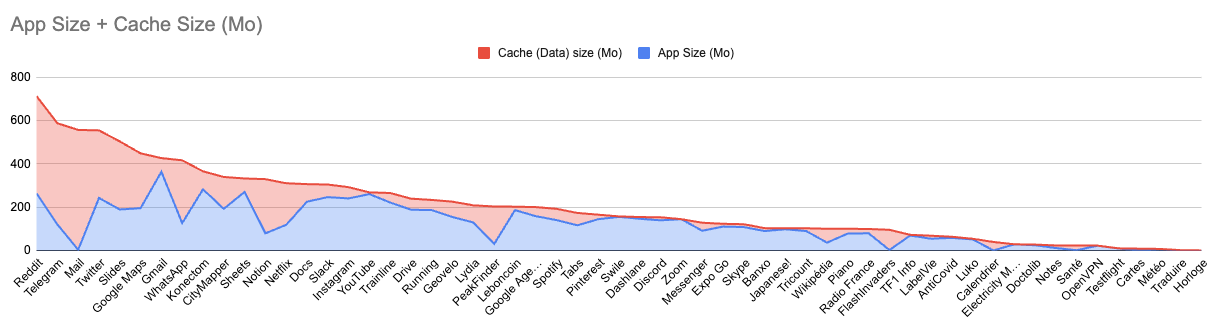 App Size + Cache Size (Mo)
Cache (Data) size (Mo)
App Size (Mo)
800
600
400
200
0
Reddit
Telegram
Mail
Twitter
Slides
Google Maps
Gmail
WhatsApp
Konectom
CityMapper
Sheets
Notion
Netflix
Docs
Slack
Instagram
YouTube
Trainline
Drive
Running
Geovelo
Lydia
PeakFinder
Leboncoin
Google Age...
Spotify
Tabs
Pinterest
Swile
Dashlane
Discord
Zoom
Messenger
Expo Go
Skype
Banxo
Japanese!
Tricount
Wikipédia
Piano
Radio France
FlashInvaders
TF1 Info
LabelVie
AntiCovid
Luko
Calendrier
Electricity M...
Doctolib
Notes
Santé
OpenVPN
Testflight
Cartes
Météo
Traduire
Horloge